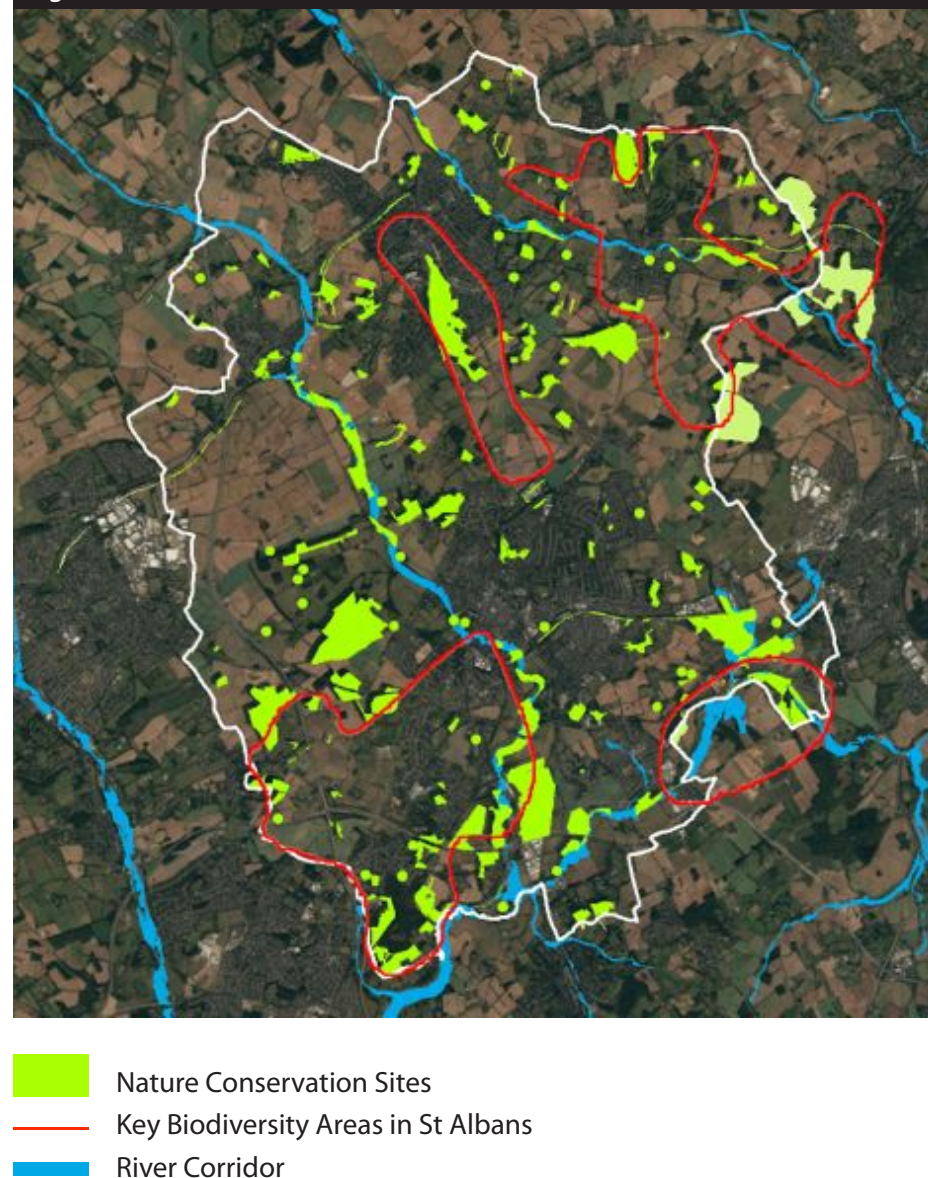 Nature Conservation Sites
Key Biodiversity Areas in St Albans
River Corridor